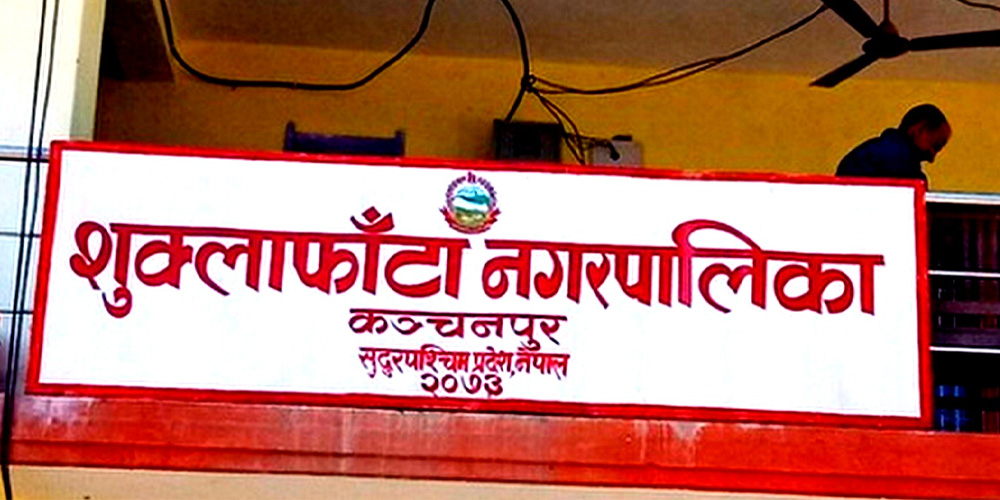 शुक्लाफाँटा नगरपालिका
कञ्चनपुर
सुदुरपश्चिम प्रदेश, नेपाल
२०७३